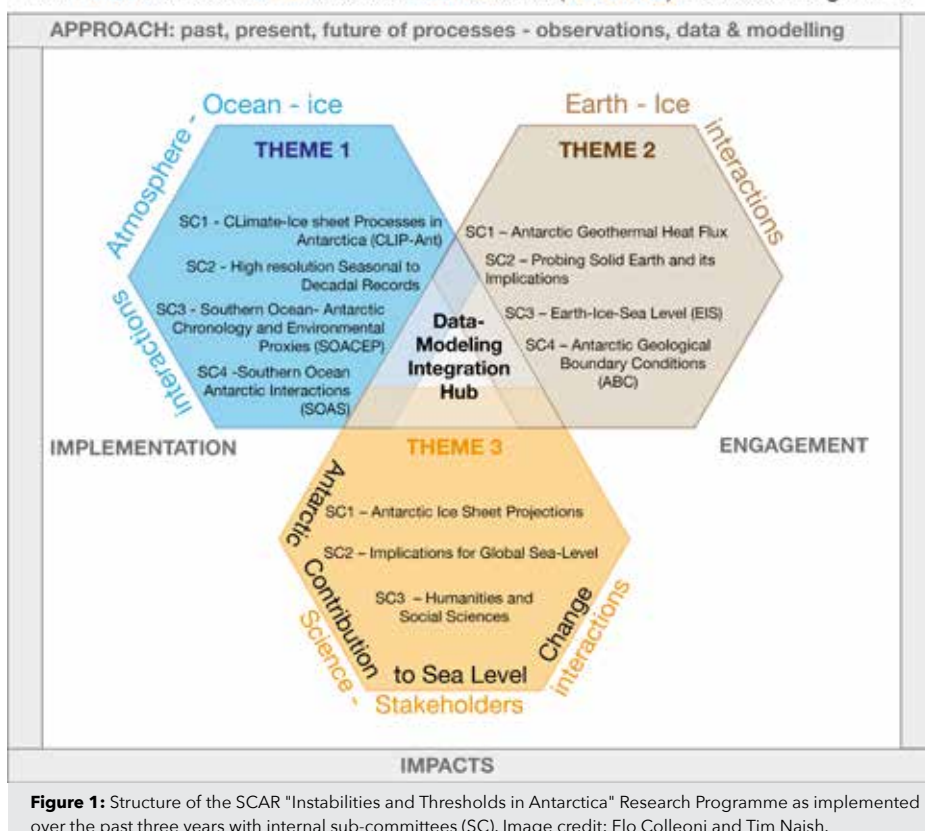 APPROACH: past, present, future of processes - observations, data & modelling
Atmosphere -
Ocean - ice
interactions
THEME 1
SC1 - CLimate-Ice sheet Processes in
Antarctica (CLIP-Ant)
SC2 - High resolution Seasonal to
Decadal Records
SC3 - Southern Ocean- Antarctic
Chronology and Environmental
Proxies (SOACEP)
SC4 -Southern Ocean
Antarctic Interactions
(SOAS)
Earth - Ice
interactions
THEME 2
SC1 – Antarctic Geothermal Heat Flux
SC2 – Probing Solid Earth and its
Implications
SC3 – Earth-Ice-Sea Level (EIS)
SC4 – Antarctic Geological
Boundary Conditions
(ABC)
Data-
Modeling
Integration
Hub
IMPLEMENTATION
ENGAGEMENT
THEME 3
SC1 – Antarctic Ice Sheet Projections
SC2 – Implications for Global Sea-Level
SC3 – Humanities and
Social Sciences
Antarctic
Contribution
to Sea Level
Change
Science -
Stakeholders
interactions
IMPACTS
Figure 1: Structure of the SCAR "Instabilities and Thresholds in Antarctica" Research Programme as implemented
over the past three years with internal sub-committees (SC). Image credit: Flo Colleoni and Tim Naish.